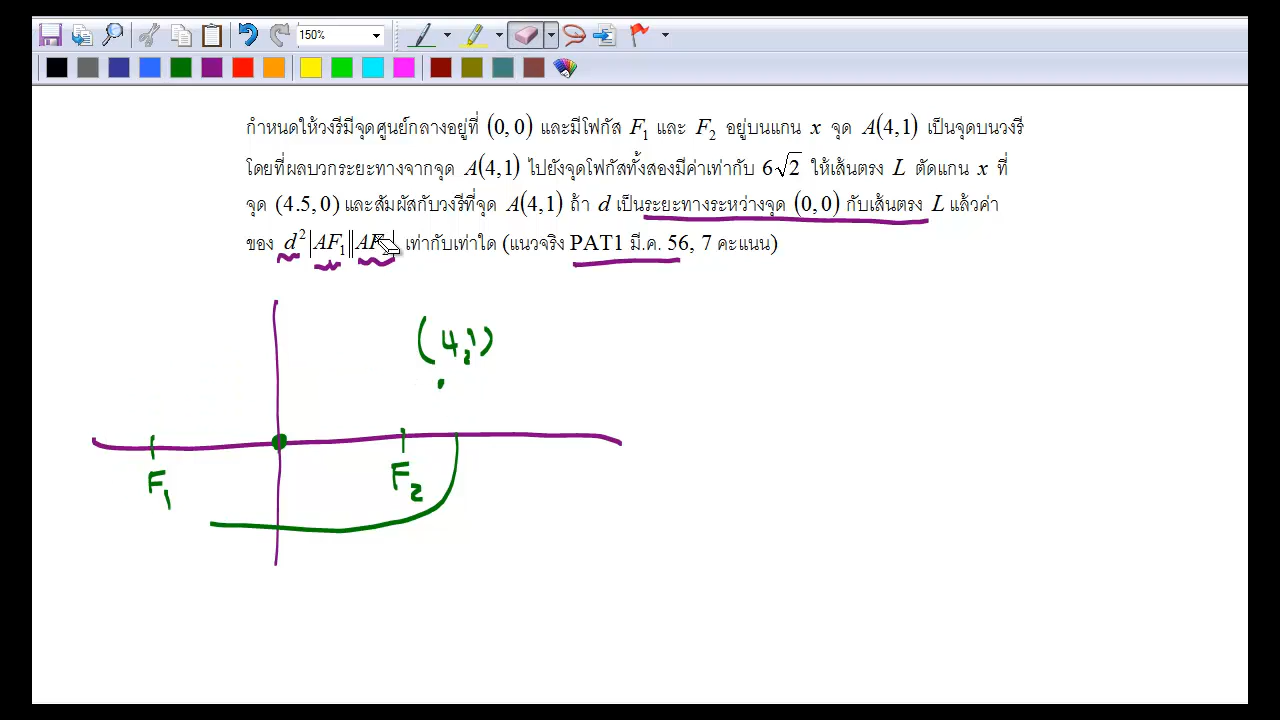 150%
กำหนดให้วงรีมีจุดศูนย์กลางอยู่ที่ (0, 0) และมีโฟกัส F₁ และ F₂ อยู่บนแกน x จุด A(4,1) เป็นจุดบนวงรี
โดยที่ผลบวกระยะทางจากจุด A(4,1) ไปยังจุดโฟกัสทั้งสองมีค่าเท่ากับ 6√2 ให้เส้นตรง L ตัดแกน x ที่
จุด (4.5, 0) และสัมผัสกับวงรีที่จุด A(4,1) ถ้า d เป็นระยะทางระหว่างจุด (0, 0) กับเส้นตรง L แล้วค่า
ของ d²|AF₁||AF₂| เท่ากับเท่าใด (แนวจริง PAT1 มี.ค. 56, 7 คะแนน)
(4,1)
F₁ F₂